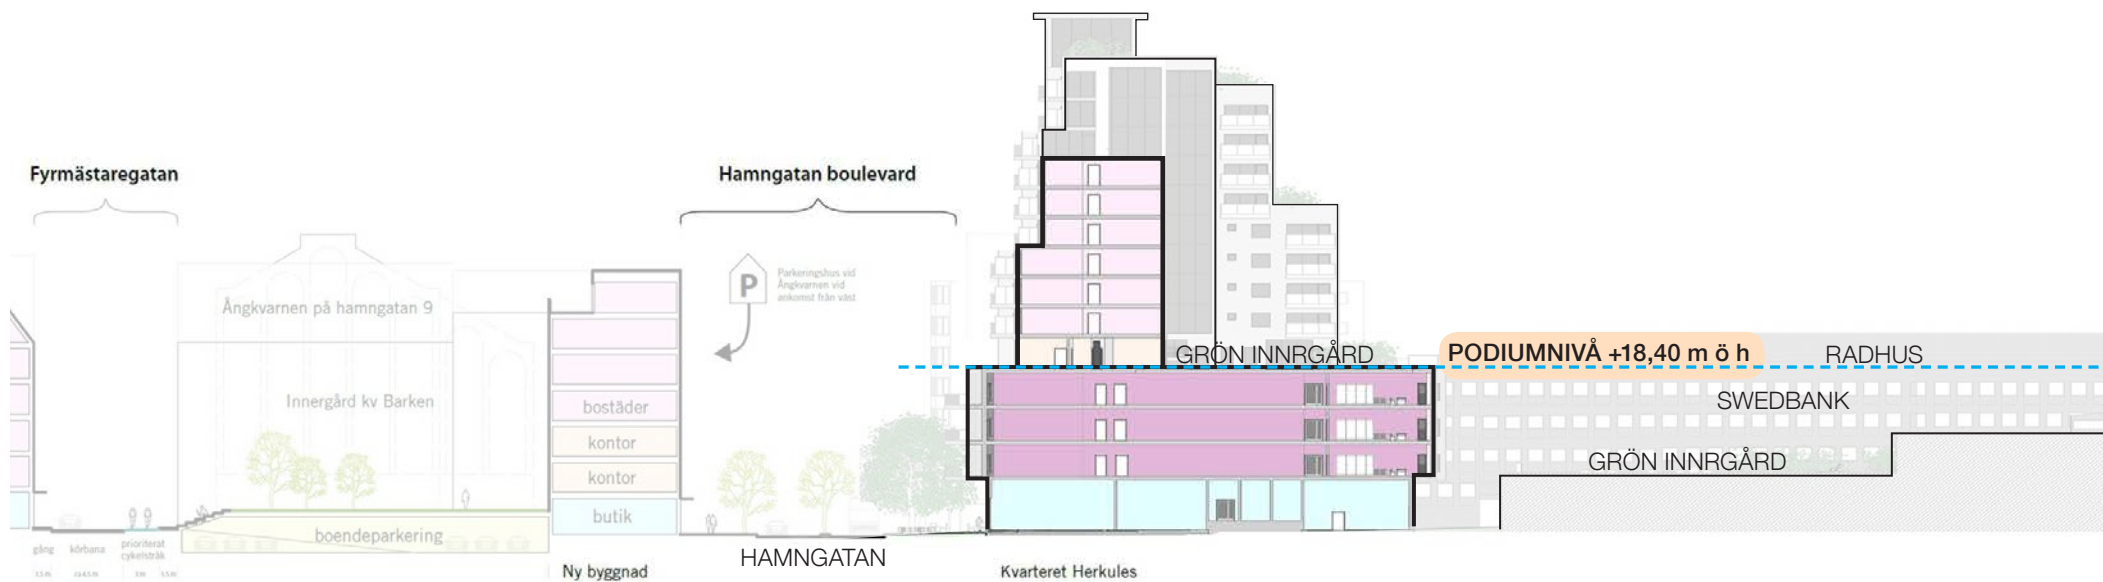 Fyrmästaregatan
Hamngatan boulevard
P
Parkeringshus vid
Ångkvarnen vid
ankomst från väst
Ångkvarnen på hamngatan 9
Innergård kv Barken
bostäder
kontor
kontor
butik
boendeparkering
GRÖN INNRGÅRD
PODIUMNIVÅ +18,40 m ö h
RADHUS
SWEDBANK
GRÖN INNRGÅRD
gång
körbana
prioriterat
cykelstråk
HAMNGATAN
Ny byggnad
Kvarteret Herkules